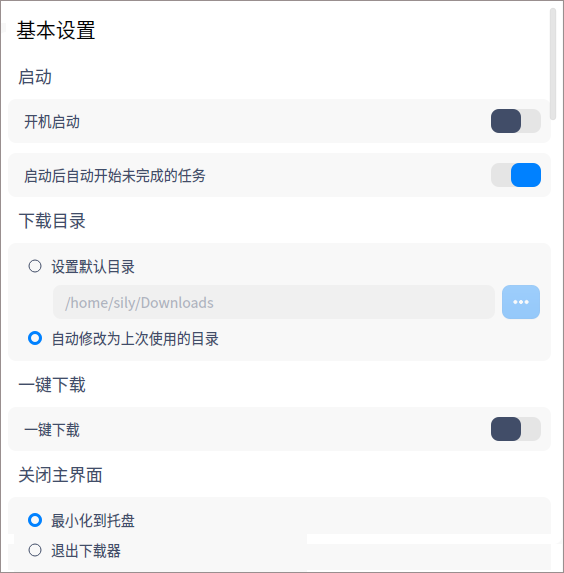 基本设置
启动
开机启动
启动后自动开始未完成的任务
下载目录
设置默认目录
/home/sily/Downloads
自动修改为上次使用的目录
一键下载
一键下载
关闭主界面
最小化到托盘
退出下载器